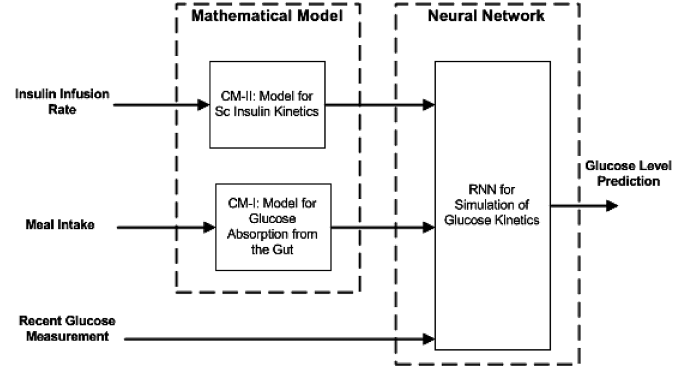 Mathematical Model
Neural Network
Insulin Infusion
Rate
CM-II: Model for
Sc Insulin Kinetics
Glucose Level
Prediction
RNN for
Simulation of
Glucose Kinetics
Meal Intake
CM-I: Model for
Glucose
Absorption from
the Gut
Recent Glucose
Measurement